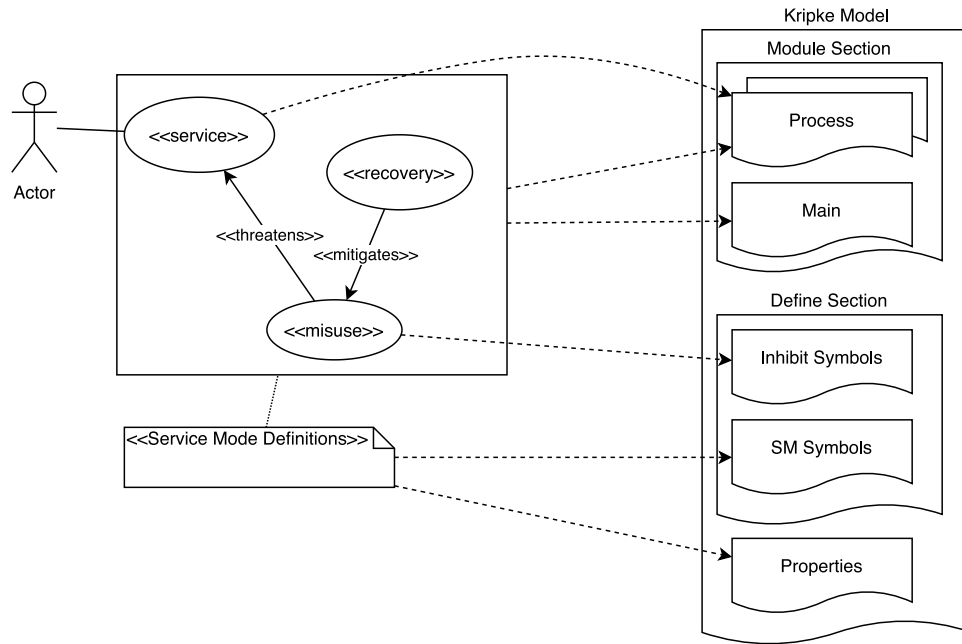 Kripke Model
Module Section
Process
Main
Actor
<<service>>
<<recovery>>
<<threatens>>
<<mitigates>>
<<misuse>>
Define Section
Inhibit Symbols
<<Service Mode Definitions>>
SM Symbols
Properties